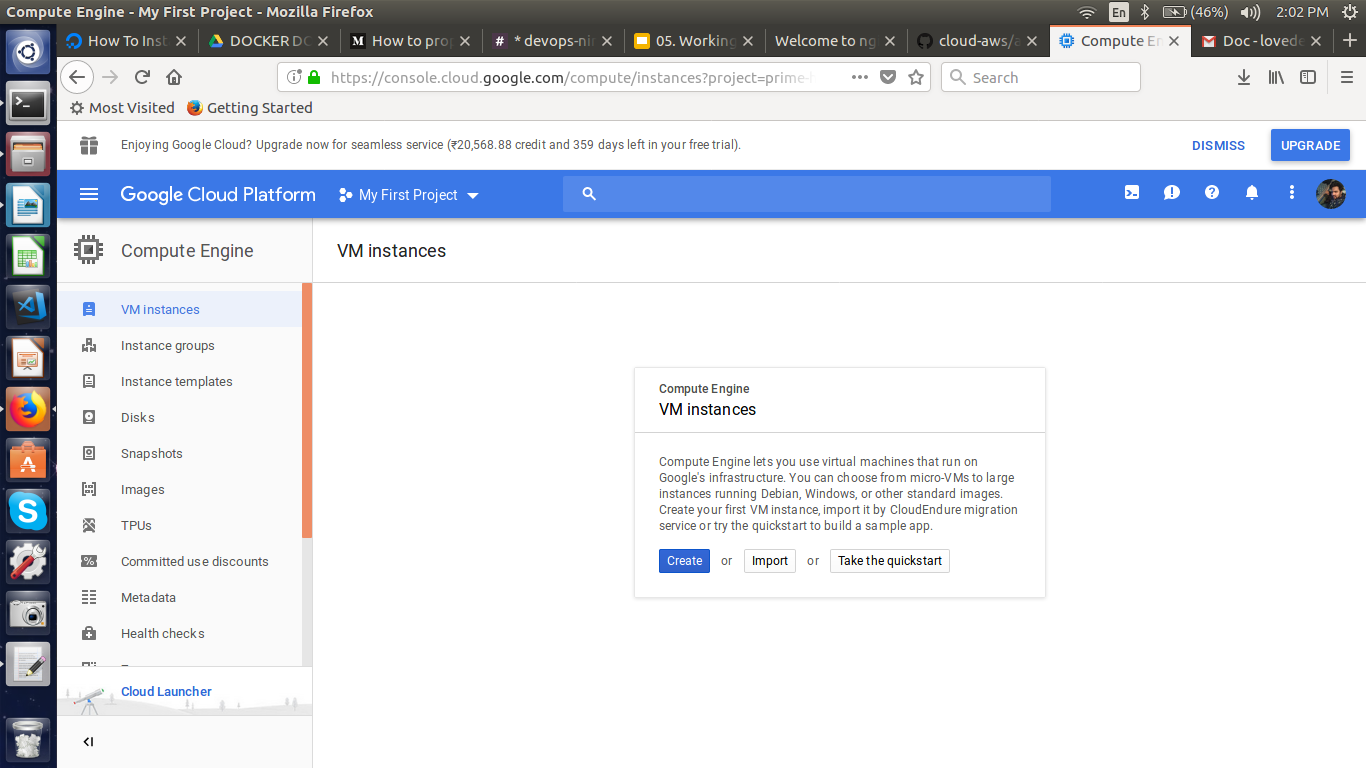 Compute Engine - My First Project - Mozilla Firefox
En
(46%)
2:02 PM
How To Inst
DOCKER DO
How to prop
* devops-nin
05. Working
Welcome to ng
cloud-aws/a
Compute En
Doc - lovede
https://console.cloud.google.com/compute/instances?project=prime-
Search
Most Visited
Getting Started
Enjoying Google Cloud? Upgrade now for seamless service (₹20,568.88 credit and 359 days left in your free trial).
DISMISS
UPGRADE
Google Cloud Platform
My First Project
Compute Engine
VM instances
VM instances
Instance groups
Instance templates
Disks
Snapshots
Images
TPUs
Committed use discounts
Metadata
Health checks
Cloud Launcher
Compute Engine
VM instances
Compute Engine lets you use virtual machines that run on
Google's infrastructure. You can choose from micro-VMs to large
instances running Debian, Windows, or other standard images.
Create your first VM instance, import it by CloudEndure migration
service or try the quickstart to build a sample app.
Create or Import or Take the quickstart